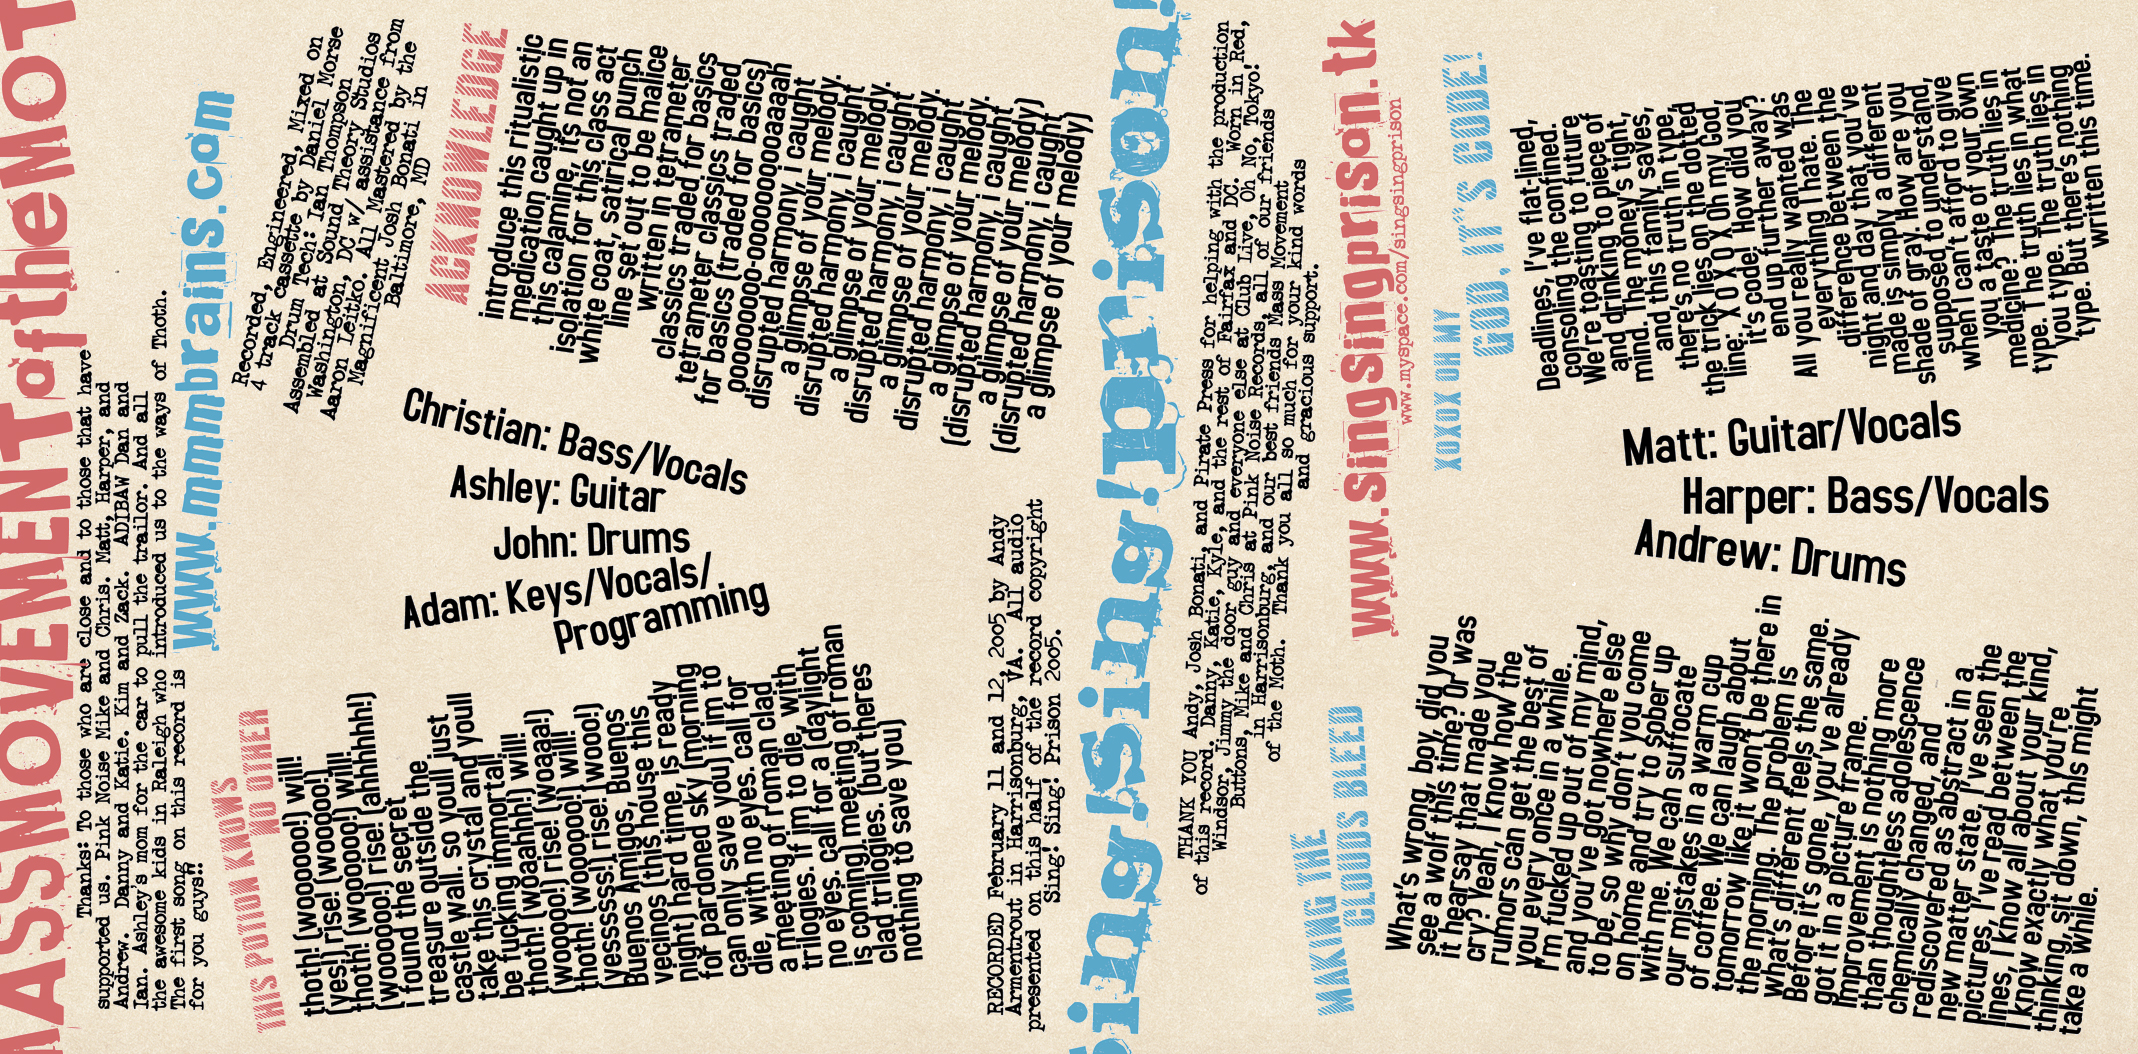 MASSMOVEMENToftheMOTH
Thanks: To those who are close and to those that have
supported us. Pink Noise Mike and Chris. Matt, Harper, and
Andrew. Danny and Katie. Kim and Zack. ADIBAW Dan and
Ian. Ashley's mom for the car to pull the trailor. And all
the awesome kids in Raleigh who introduced us to the ways of Thoth.
The first song on this record is
for you guys!!
www.mmmbrains.com
Recorded, Engineered, Mixed on
4 track cassette by Daniel Morse
Drum Tech: Ian Thompson
Assembled at Sound Theory Studios
Washington, DC w/ assistance from
Aaron Leitko. All Mastered by the
Magnificent Josh Bonati in
Baltimore, MD
THIS POTION KNOWS
NO OTHER
thoth! (wooooooo!) will!
(yes!) rise! (woooooo!)
thoth! (wooooooo!) will!
(wooooooo!) rise! (ahhhhhh!)
i found the secret
treasure outside the
castle wall. so youll just
take this crystal and youll
be fucking immortal!
thoth! (woaahhh!) will!
(wooooo!) rise! (woaaa!)
thoth! (wooooooo!) will!
(yessssss!) rise! (wooo!)
Buenos Amigos, Buenos
Vecinos (this house this
night) hard time, is ready
for pardoned sky (morning
can only save you) if im to
die, with no eyes. call for
a meeting of roman clad
trilogies. if im to die, with
no eyes. call for a (daylight
is coming) meeting of roman
clad trilogies. (but theres
nothing to save you)
Christian: Bass/Vocals
Ashley: Guitar
John: Drums
Adam: Keys/Vocals/
Programming
ACKNOWLEDGE
introduce this ritualistic
medication caught up in
this calamine, its not an
isolation for this class act
white coat, satirical punch
line set out to be malice
written in tetrameter
classics traded for basics
tetrameter classics traded
for basics (traded for basics)
ooooooooo-oooooooooaaaah
disrupted harmony, i caught
a glimpse of your melody.
disrupted harmony, i caught
a glimpse of your melody.
disrupted harmony, i caught
a glimpse of your melody.
disrupted harmony, i caught
a glimpse of your melody.
(disrupted harmony, i caught
a glimpse of your melody)
(disrupted harmony, i caught
a glimpse of your melody)
RECORDED February 11 and 12, 2005 by Andy
Armentrout in Harrisonburg, VA. All audio
presented on this half of the record copyright
Sing! Sing! Prison 2005.
sing!sing!prison!
THANK YOU Andy, Josh Bonati, and Pirate Press for helping with the production
of this record, Danny, Katie, Kyle, and the rest of Fairfax and DC. Worn in Red,
Windsor, Jimmy the door guy and everyone else at Club Live, Oh No, Tokyo!
Buttons, Mike and Chris at Pink Noise Records, all of our friends
in Harrisonburg, and our best friends Mass Movement
of the Moth. Thank you all so much for your kind words
and gracious support.
www.singsingprison.tk
www.myspace.com/singsingprison
MAKING THE
CLOUDS BLEED
What's wrong, boy, did you
see a wolf this time? Or was
it hearsay that made you
cry? Yeah, I know how the
rumors can get the best of
you every once in a while.
I'm fucked up out of my mind,
and you've got nowhere else
to be, so why don't you come
on home and try to sober up
with me. We can suffocate
our mistakes in a warm cup
of coffee. We can laugh about
tomorrow like it won't be there in
the morning. The problem is
what's different feels the same.
Before it's gone, you've already
got it in a picture frame.
Improvement is nothing more
than thoughtless adolescence
chemically changed, and
rediscovered as abstract in a
new matter state. I've seen the
pictures, I've read between the
lines, I know all about your kind,
I know exactly what you're
thinking, sit down, this might
take a while.
Matt: Guitar/Vocals
Harper: Bass/Vocals
Andrew: Drums
XOXOX OH MY
GOD, IT'S CODE!
Deadlines, I've flat-lined,
consoling the confined.
We're toasting to future
and drinking to piece of
mind. The money's tight,
and this family saves,
there's no truth in type,
the trick lies on the dotted
line. X O X O X Oh my God,
it's code! How did you
end up further away?
All you really wanted was
everything I hate. The
difference between the
night and day that you've
made is simply a different
shade of gray. How are you
supposed to understand,
when I can't afford to give
you a taste of your own
medicine? The truth lies in
type. The truth lies in what
you type. The truth lies in
type. But there's nothing
written this time.